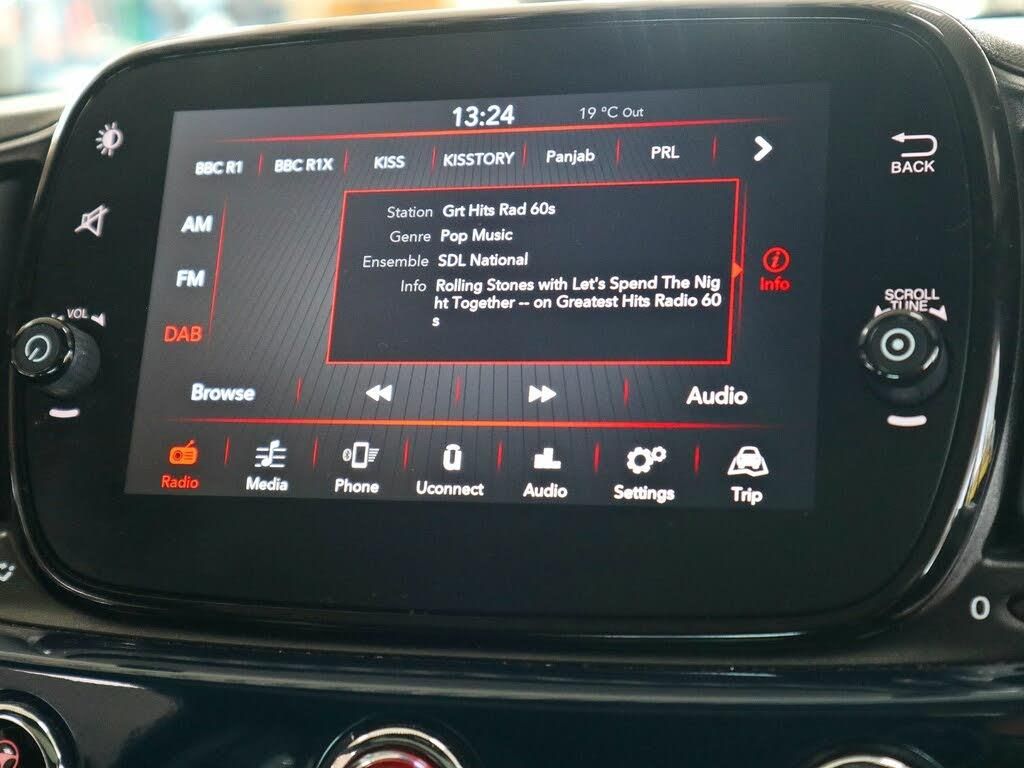 13:24 19 °C Out
BBC R1 BBC R1X KISS KISSTORY Panjab PRL
BACK
Station Grt Hits Rad 60s
AM
Genre Pop Music
Ensemble SDL National
FM
Info Rolling Stones with Let's Spend The Nig
ht Together -- on Greatest Hits Radio 60
s
Info
SCROLL
TUNE
VOL
DAB
Browse Audio
Radio Media Phone Uconnect Audio Settings Trip
0